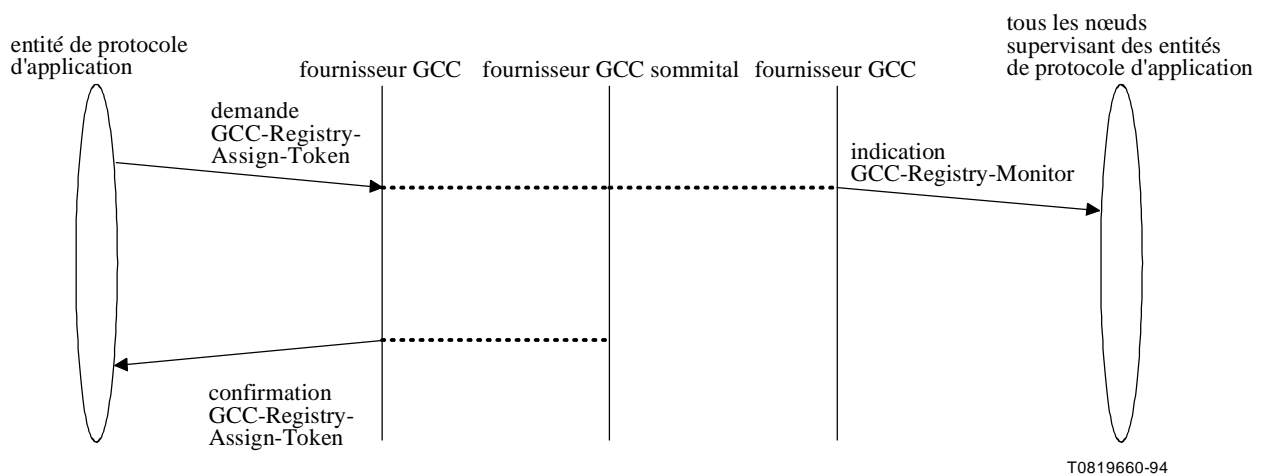 entité de protocole
d'application
fournisseur GCC
fournisseur GCC sommital
fournisseur GCC
tous les nœuds
supervisant des entités
de protocole d'application
demande
GCC-Registry-
Assign-Token
indication
GCC-Registry-Monitor
confirmation
GCC-Registry-
Assign-Token
T0819660-94